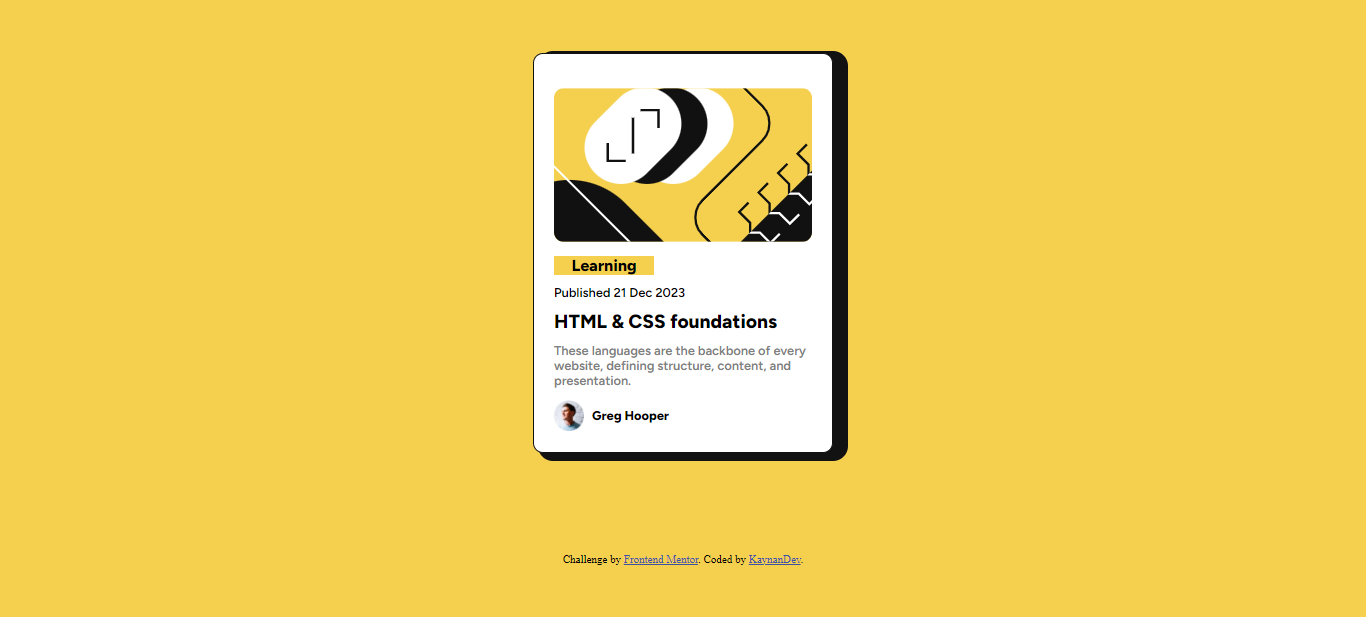 Learning
Published 21 Dec 2023
HTML & CSS foundations
These languages are the backbone of every
website, defining structure, content, and
presentation.
Greg Hooper
Challenge by Frontend Mentor. Coded by KaynanDev.